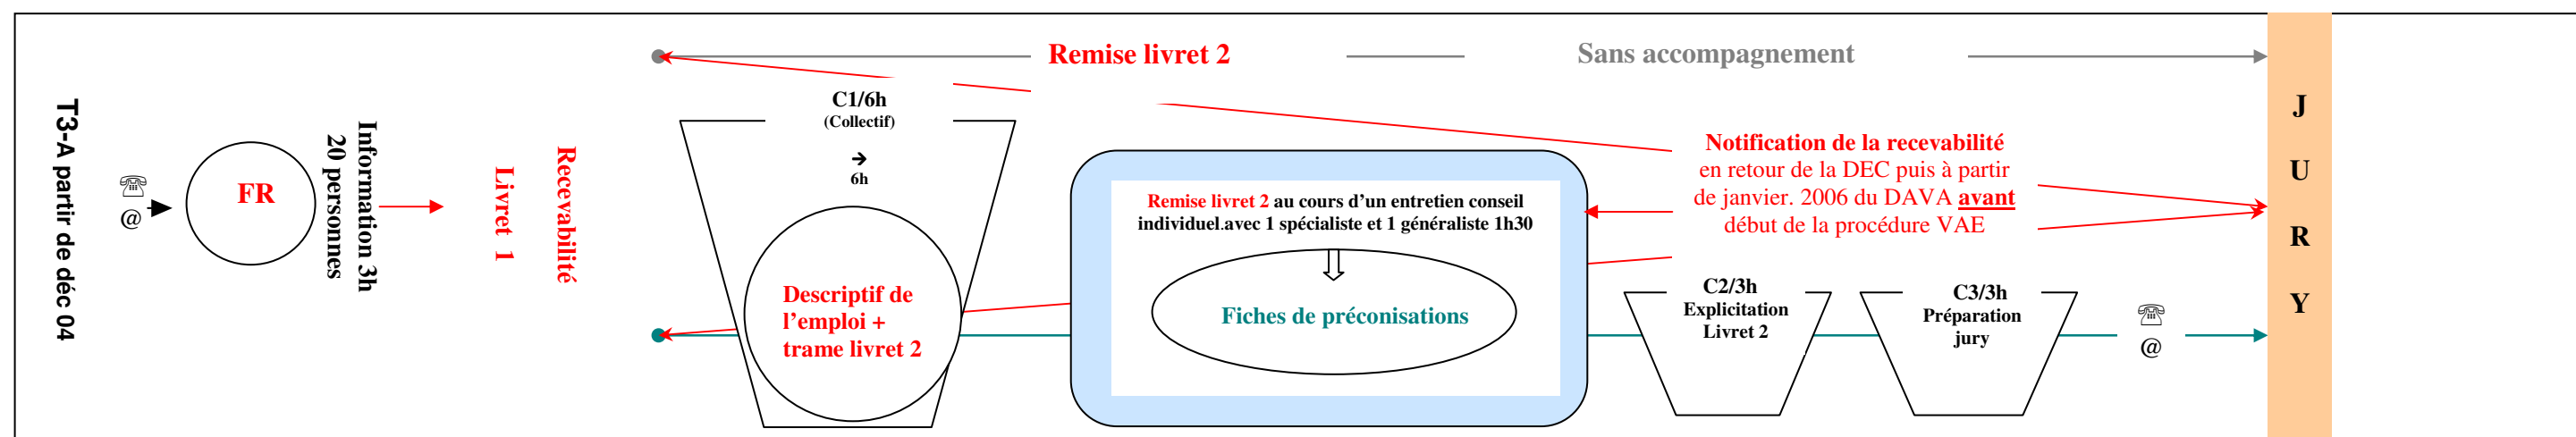 T3-A partir de déc 04
☏
@
FR
Information 3h
20 personnes
Livret 1
Recevabilité
Remise livret 2
Sans accompagnement
C1/6h
(Collectif)
→
6h
Descriptif de
l’emploi +
trame livret 2
Remise livret 2 au cours d’un entretien conseil
individuel.avec 1 spécialiste et 1 généraliste 1h30
Fiches de préconisations
Notification de la recevabilité
en retour de la DEC puis à partir
de janvier. 2006 du DAVA avant
début de la procédure VAE
C2/3h
Explicitation
Livret 2
C3/3h
Préparation
jury
☏
@
J
U
R
Y